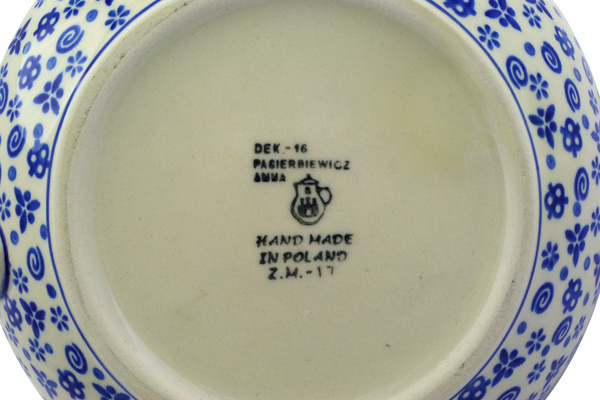 DEK.-16
PASIERBIEWICZ
ANNA
HAND MADE
IN POLAND
Z.M.-17